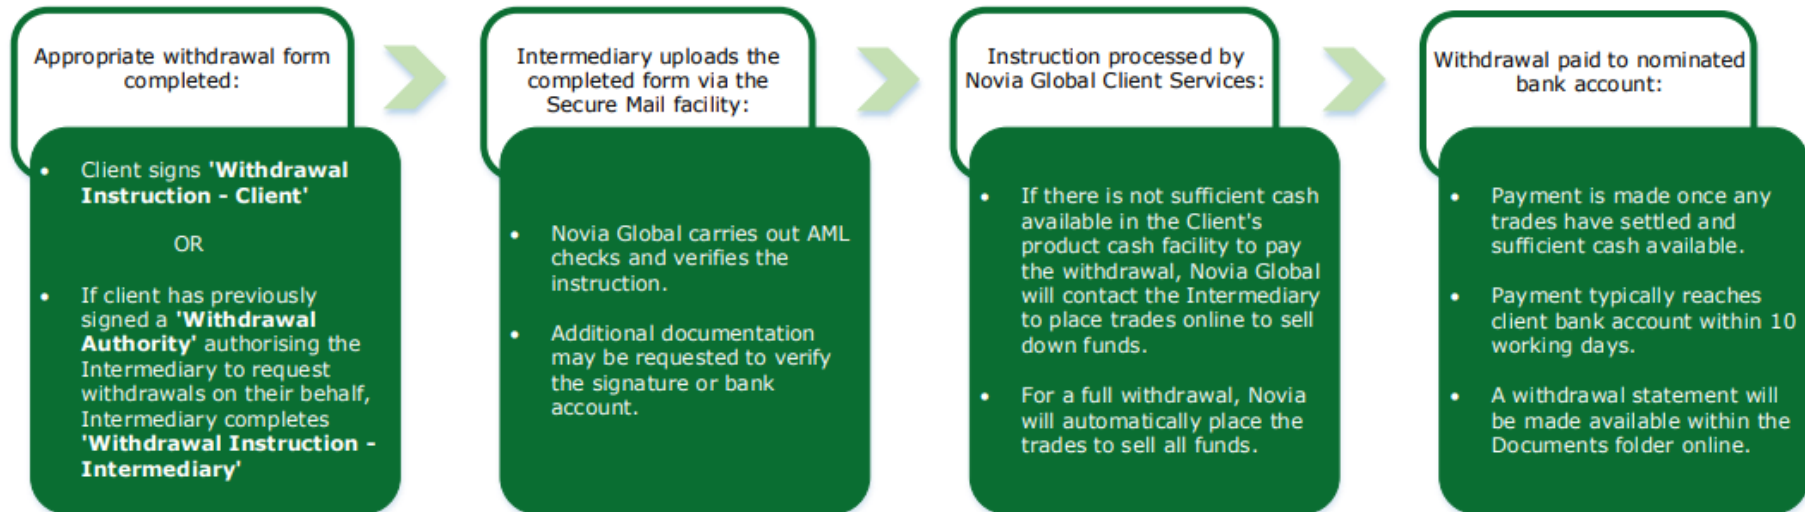 Appropriate withdrawal form
completed:
• Client signs 'Withdrawal
Instruction - Client'
OR
• If client has previously
signed a 'Withdrawal
Authority' authorising the
Intermediary to request
withdrawals on their behalf,
Intermediary completes
'Withdrawal Instruction -
Intermediary'
Intermediary uploads the
completed form via the
Secure Mail facility:
• Novia Global carries out AML
checks and verifies the
instruction.
• Additional documentation
may be requested to verify
the signature or bank
account.
Instruction processed by
Novia Global Client Services:
• If there is not sufficient cash
available in the Client's
product cash facility to pay
the withdrawal, Novia Global
will contact the Intermediary
to place trades online to sell
down funds.
• For a full withdrawal, Novia
will automatically place the
trades to sell all funds.
Withdrawal paid to nominated
bank account:
• Payment is made once any
trades have settled and
sufficient cash available.
• Payment typically reaches
client bank account within 10
working days.
• A withdrawal statement will
be made available within the
Documents folder online.